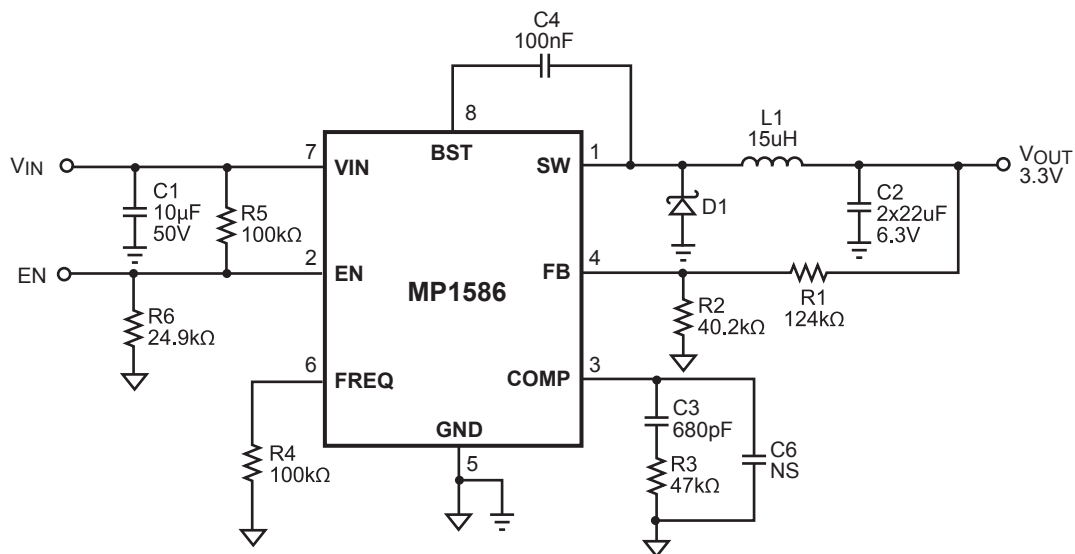 C4
100nF
8
BST
L1
15uH
VIN
7
VIN
SW
1
VOUT
3.3V
C1
10µF
50V
R5
100kΩ
D1
C2
2x22uF
6.3V
EN
2
EN
FB
4
MP1586
R1
124kΩ
R2
40.2kΩ
R6
24.9kΩ
6
FREQ
COMP
3
C3
680pF
C6
NS
R3
47kΩ
GND
5
R4
100kΩ